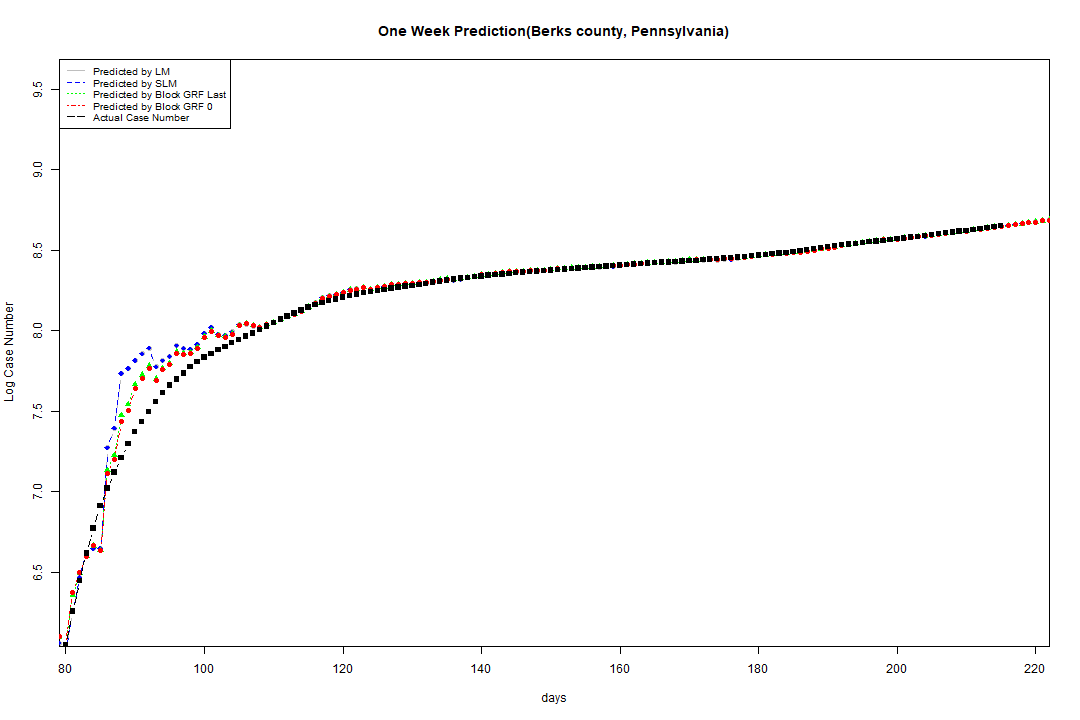 One Week Prediction(Berks county, Pennsylvania)
Predicted by LM
Predicted by SLM
Predicted by Block GRF Last
Predicted by Block GRF 0
Actual Case Number
9.5
9.0
8.5
8.0
7.5
7.0
6.5
Log Case Number
80 100 120 140 160 180 200 220
days